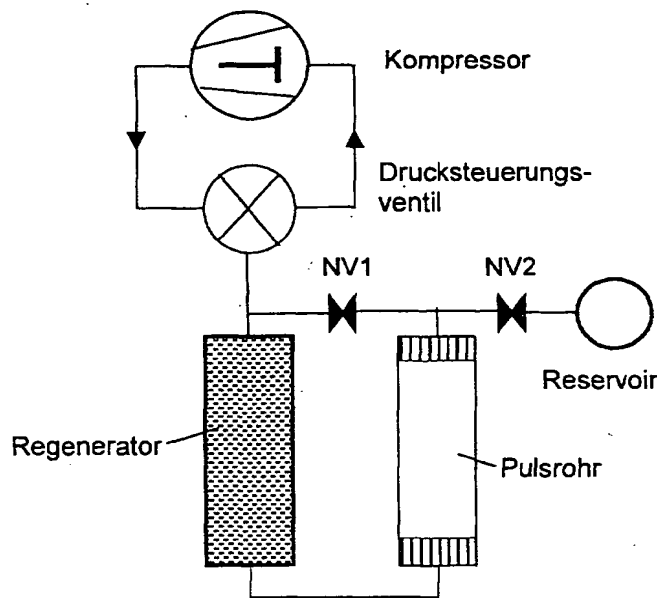 Kompressor
Drucksteuerungs-
ventil
NV1
NV2
Reservoir
Regenerator
Pulsrohr